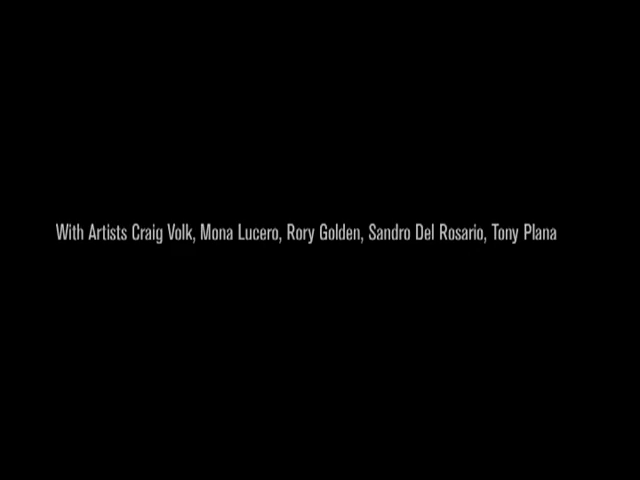 With Artists Craig Volk, Mona Lucero, Rory Golden, Sandro Del Rosario, Tony Plana